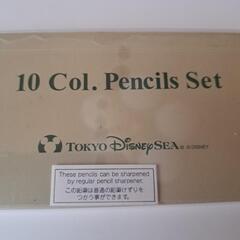 10 Col. Pencils Set
TOKYO DISNEYSEA ® © DISNEY
These pencils can be sharpened
by regular pencil sharpener.
この鉛筆は普通の鉛筆けずりを
つかう事ができます。